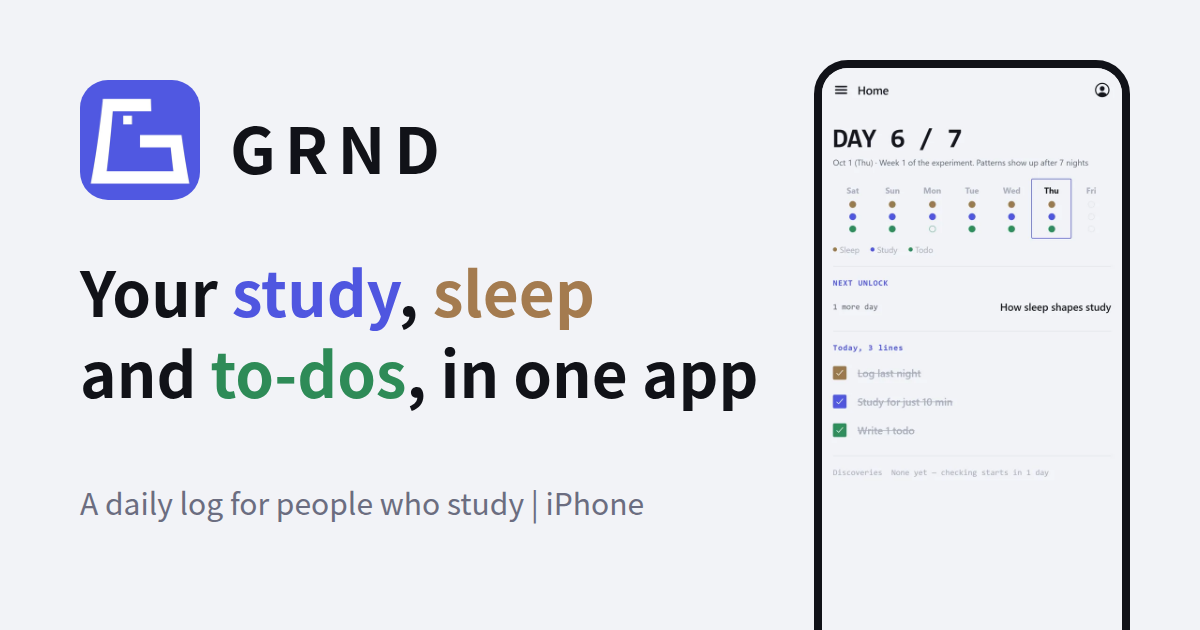 GRND
Your study, sleep
and to-dos, in one app
A daily log for people who study | iPhone
Home
DAY 6 / 7
Oct 1 (Thu) · Week 1 of the experiment. Patterns show up after 7 nights
Sat Sun Mon Tue Wed Thu Fri
Sleep Study Todo
NEXT UNLOCK
1 more day How sleep shapes study
Today, 3 lines
Log last night
Study for just 10 min
Write 1 todo
Discoveries None yet — checking starts in 1 day